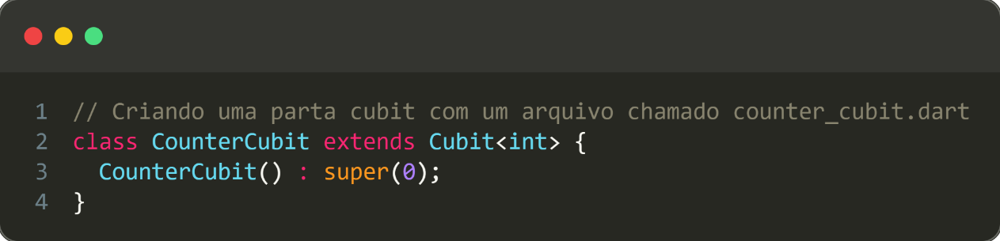 1 // Criando uma parta cubit com um arquivo chamado counter_cubit.dart
2 class CounterCubit extends Cubit<int> {
3   CounterCubit() : super(0);
4 }